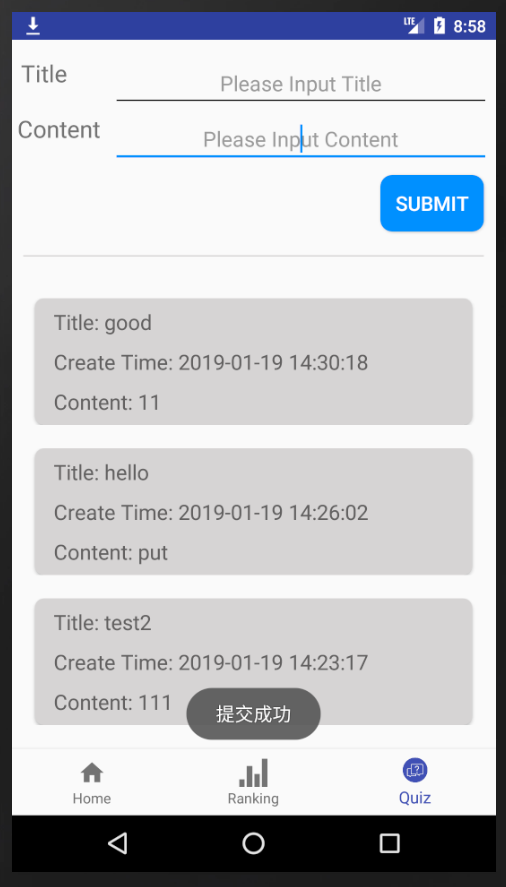 LTE 8:58
Title
Please Input Title
Content
Please Input Content
SUBMIT
Title: good
Create Time: 2019-01-19 14:30:18
Content: 11
Title: hello
Create Time: 2019-01-19 14:26:02
Content: put
Title: test2
Create Time: 2019-01-19 14:23:17
Content: 111
提交成功
Home
Ranking
Quiz